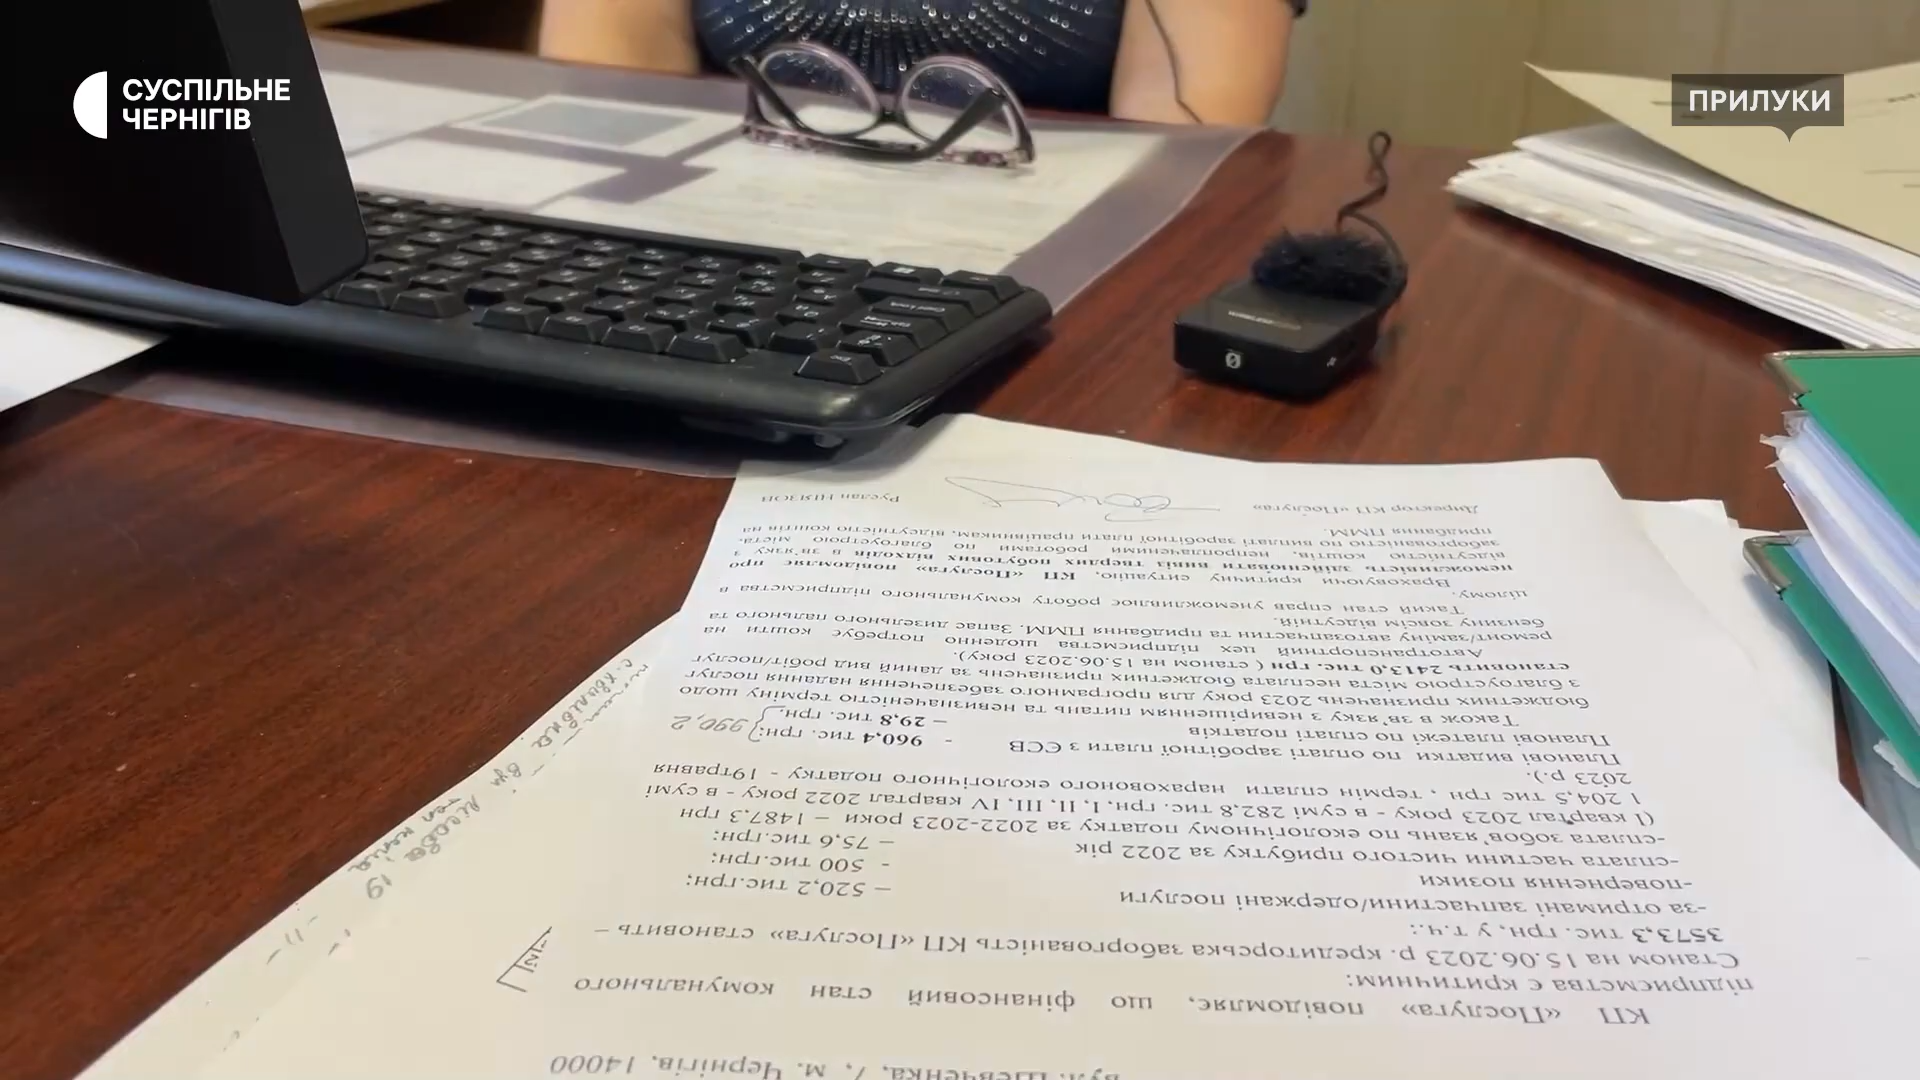 СУСПІЛЬНЕ
ЧЕРНІГІВ
ПРИЛУКИ
вул. Шевченка, 7, м. Чернігів, 14000
КП «Послуга» повідомляє, що фінансовий стан комунального
підприємства є критичним:
Станом на 15.06.2023 р. кредиторська заборгованість КП «Послуга» становить –
3573,3 тис. грн, у т.ч.:
-за отримані запчастини/одержані послуги – 520,2 тис.грн;
-повернення позики - 500 тис.грн;
-сплата частини чистого прибутку за 2022 рік – 75,6 тис.грн;
-сплата зобов'язань по екологічному податку за 2022-2023 роки – 1487,3 грн
(І квартал 2023 року - в сумі 282,8 тис. грн, І, ІІ, ІІІ, IV квартал 2022 року - в сумі
1 204,5 тис грн , термін сплати нарахованого екологічного податку - 19травня
2023 р.).
Планові видатки по оплаті заробітної плати з ЄСВ - 960,4 тис. грн;
Планові платежі по сплаті податків – 29,8 тис. грн.
990,2
Також в зв'язку з невирішенням питань та невизначеністю терміну щодо
бюджетних призначень 2023 року для програмного забезпечення надання послуг
з благоустрою міста несплата бюджетних призначень за даний вид робіт/послуг
становить 2413,0 тис. грн ( станом на 15.06.2023 року).
Автотранспортний цех підприємства щоденно потребує кошти на
ремонт/заміну автозапчастин та придбання ПММ. Запас дизельного пального та
бензину зовсім відсутній.
Такий стан справ унеможливлює роботу комунального підприємства в
цілому.
Враховуючи критичну ситуацію, КП «Послуга» повідомляє про
неможливість здійснювати вивіз твердих побутових відходів в зв'язку з
відсутністю коштів, непроплаченими роботами по благоустрою міста,
заборгованістю по виплаті заробітної плати працівникам, відсутністю коштів на
придбання ПММ.
Директор КП «Послуга» Руслан НІЯЗОВ